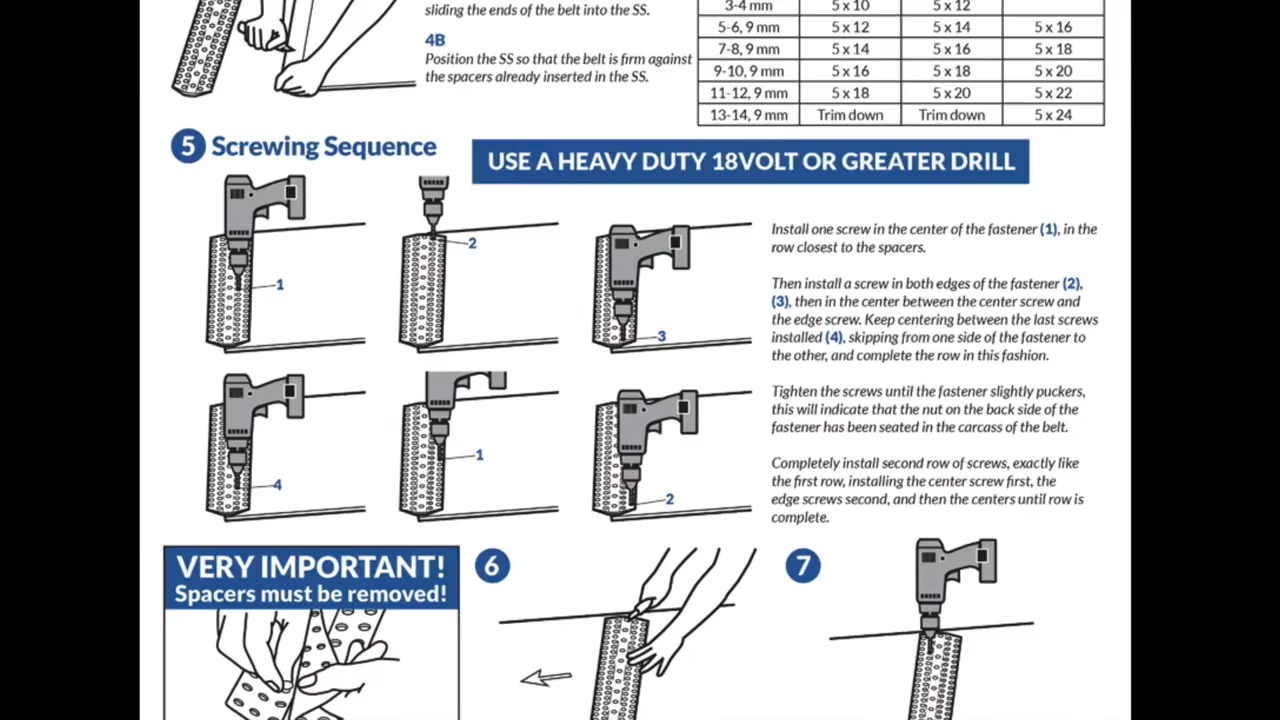 sliding the ends of the belt into the SS.
4B
Position the SS so that the belt is firm against
the spacers already inserted in the SS.
3-4 mm 5 x 10 5 x 12
5-6, 9 mm 5 x 12 5 x 14 5 x 16
7-8, 9 mm 5 x 14 5 x 16 5 x 18
9-10, 9 mm 5 x 16 5 x 18 5 x 20
11-12, 9 mm 5 x 18 5 x 20 5 x 22
13-14, 9 mm Trim down Trim down 5 x 24
5 Screwing Sequence
USE A HEAVY DUTY 18VOLT OR GREATER DRILL
1
2
3
4
1
2
Install one screw in the center of the fastener (1), in the
row closest to the spacers.
Then install a screw in both edges of the fastener (2),
(3), then in the center between the center screw and
the edge screw. Keep centering between the last screws
installed (4), skipping from one side of the fastener to
the other, and complete the row in this fashion.
Tighten the screws until the fastener slightly puckers,
this will indicate that the nut on the back side of the
fastener has been seated in the carcass of the belt.
Completely install second row of screws, exactly like
the first row, installing the center screw first, the
edge screws second, and then the centers until row is
complete.
VERY IMPORTANT!
Spacers must be removed!
6
7